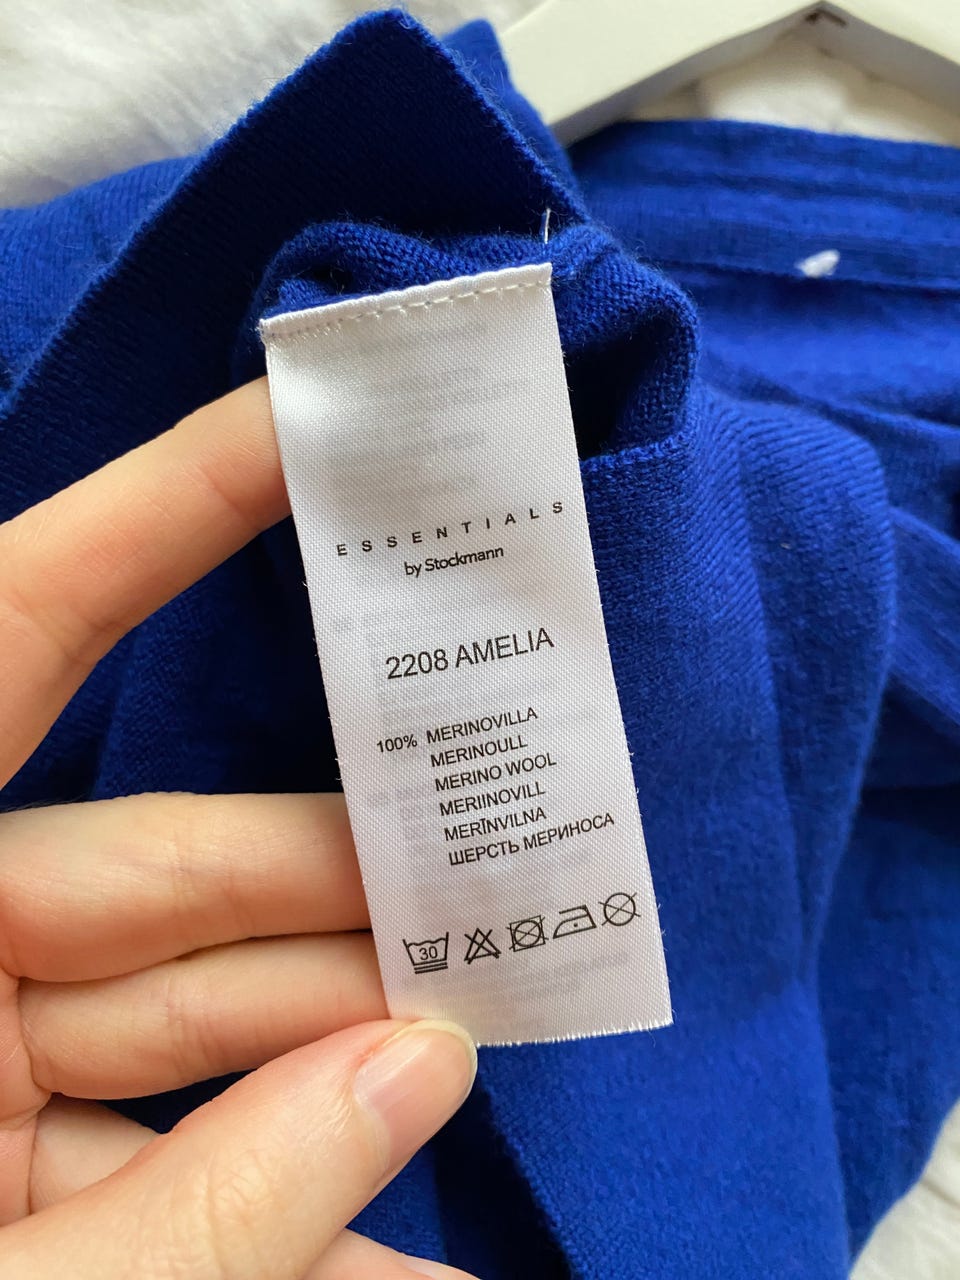 ESSENTIALS
by Stockmann
2208 AMELIA
100% MERINOVILLA
MERINOULL
MERINO WOOL
MERIINOVILL
MERĪNVILNA
ШЕРСТЬ МЕРИНОСА
30